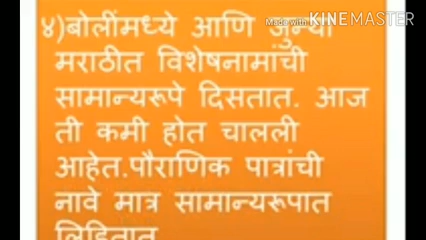 Made with KINEMASTER
४)बोलींमध्ये आणि जुन्या
मराठीत विशेषनामांची
सामान्यरूपे दिसतात. आज
ती कमी होत चालली
आहेत.पौराणिक पात्रांची
नावे मात्र सामान्यरूपात
लिहितात